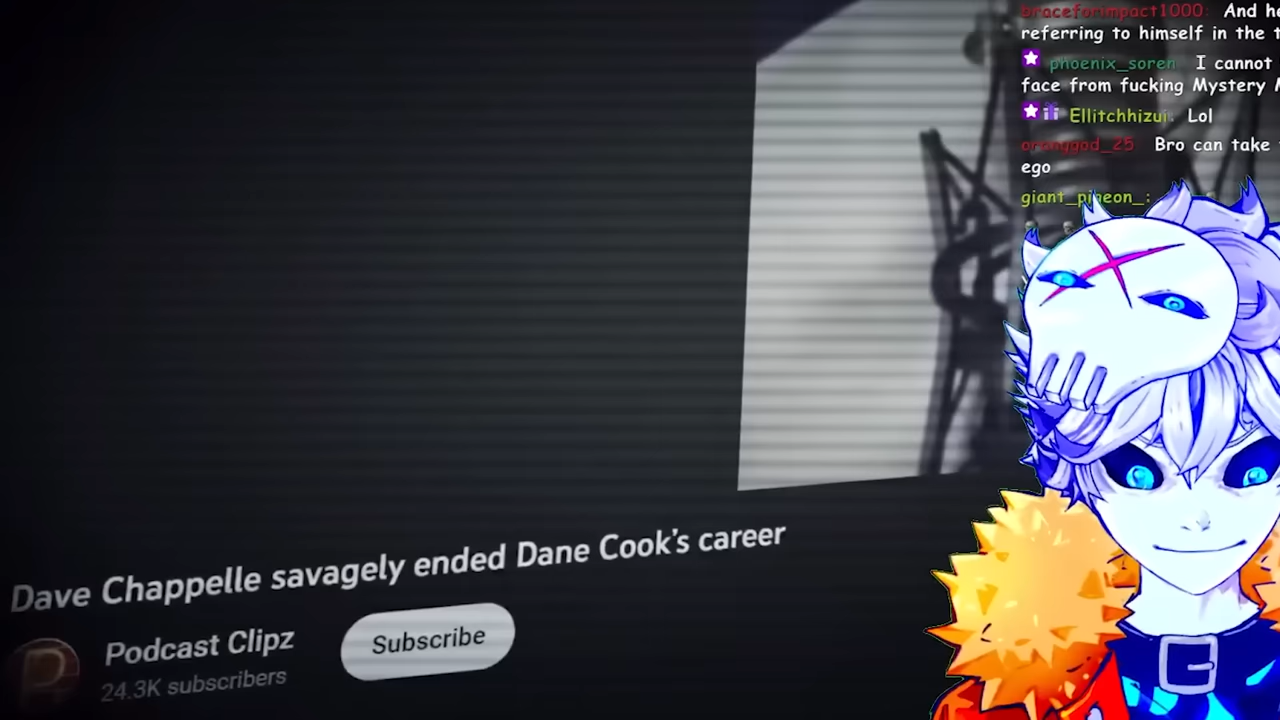 braceforimpact1000: And he
referring to himself in the t
phoenix_soren: I cannot
face from fucking Mystery M
Ellitchhizui: Lol
oranggod_25: Bro can take
ego
giant_pigeon_:
Dave Chappelle savagely ended Dane Cook's career
Podcast Clipz
24.3K subscribers
Subscribe